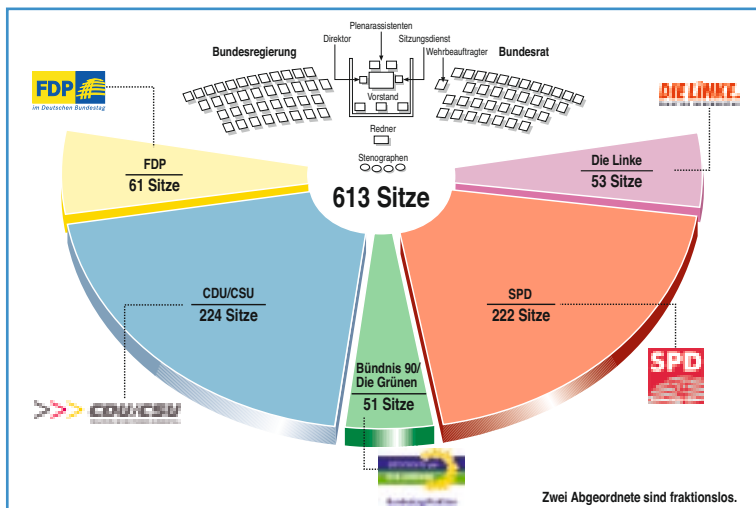 Plenarassistenten
Direktor
Sitzungsdienst
Bundesregierung
Wehrbeauftragter
Bundesrat
Vorstand
FDP
im Deutschen Bundestag
DIE LINKE.
Redner
Stenographen
FDP
61 Sitze
Die Linke
53 Sitze
613 Sitze
CDU/CSU
224 Sitze
SPD
222 Sitze
Bündnis 90/
Die Grünen
51 Sitze
SPD
CDU/CSU
Zwei Abgeordnete sind fraktionslos.